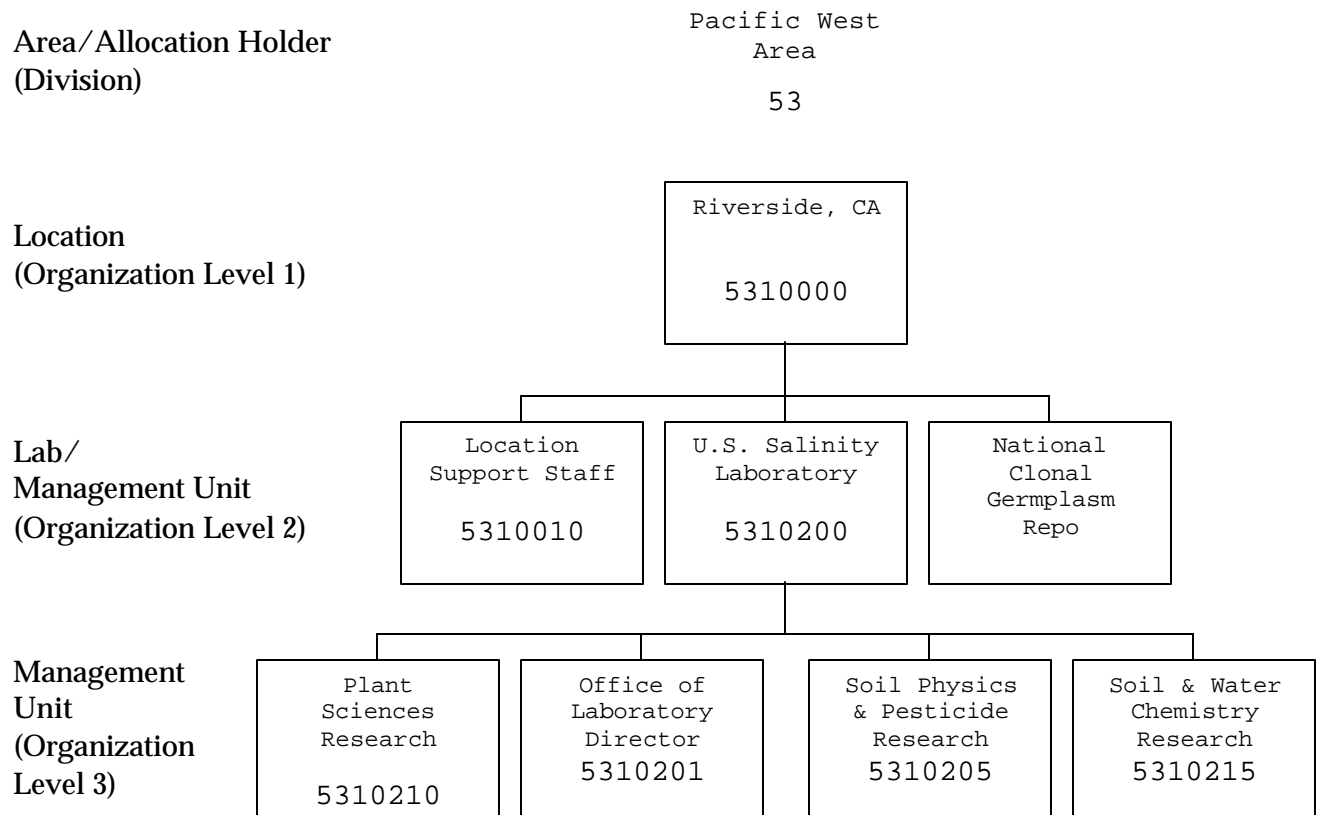 Area/Allocation Holder
(Division)
Pacific West
Area
53
Location
(Organization Level 1)
Riverside, CA
5310000
Lab/
Management Unit
(Organization Level 2)
Location
Support Staff
5310010
U.S. Salinity
Laboratory
5310200
National
Clonal
Germplasm
Repo
Management
Unit
(Organization
Level 3)
Plant
Sciences
Research
5310210
Office of
Laboratory
Director
5310201
Soil Physics
& Pesticide
Research
5310205
Soil & Water
Chemistry
Research
5310215